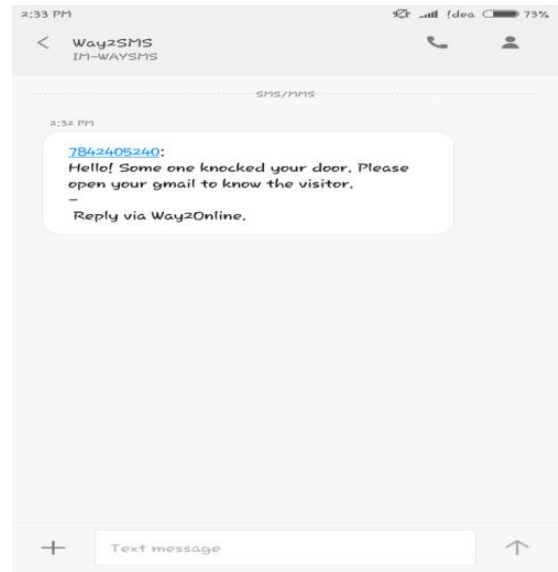 2:33 PM !dea 73%
Way2SMS
IM-WAYSMS
SMS/MMS
2:32 PM
7842405240:
Hello! Some one knocked your door. Please
open your gmail to know the visitor.
–
Reply via Way2Online.
Text message